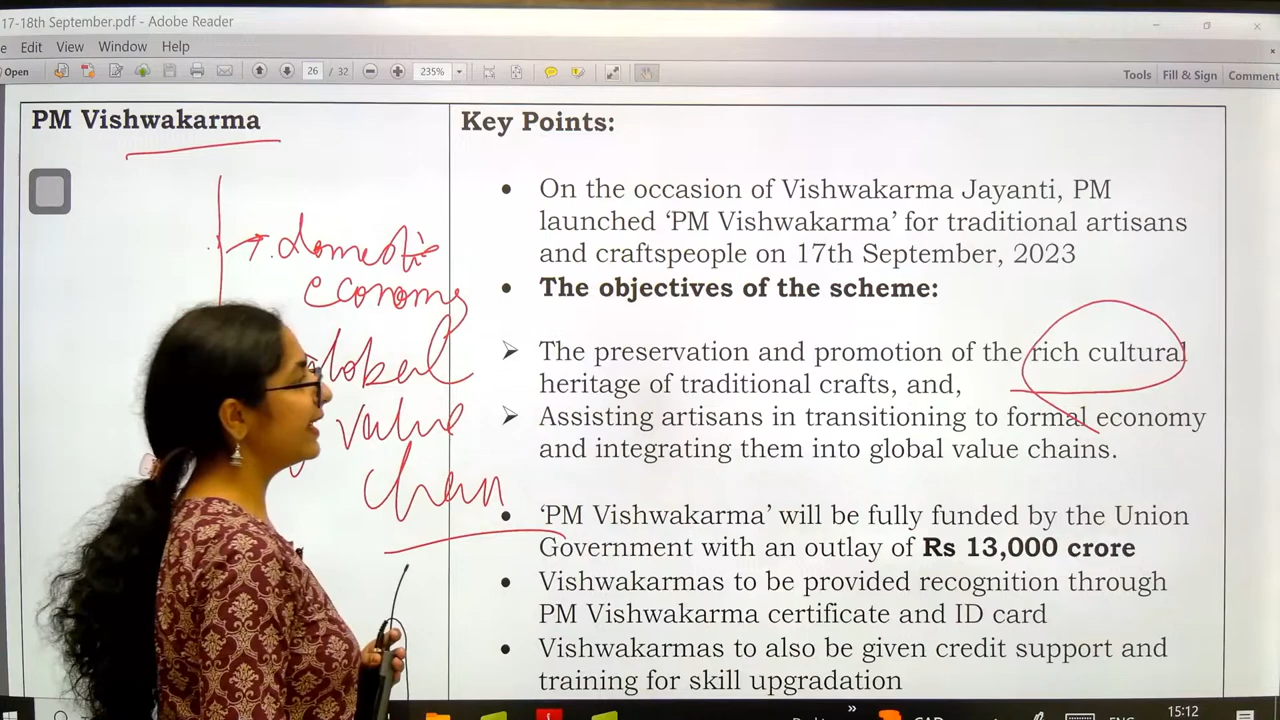 17-18th September.pdf - Adobe Reader
e Edit View Window Help
Open 26 / 32 235% Tools Fill & Sign Comment
PM Vishwakarma
domestic
economy
global
value
chain
Key Points:
• On the occasion of Vishwakarma Jayanti, PM
launched ‘PM Vishwakarma’ for traditional artisans
and craftspeople on 17th September, 2023
• The objectives of the scheme:
➢ The preservation and promotion of the rich cultural
heritage of traditional crafts, and,
➢ Assisting artisans in transitioning to formal economy
and integrating them into global value chains.
• ‘PM Vishwakarma’ will be fully funded by the Union
Government with an outlay of Rs 13,000 crore
• Vishwakarmas to be provided recognition through
PM Vishwakarma certificate and ID card
• Vishwakarmas to also be given credit support and
training for skill upgradation
15:12